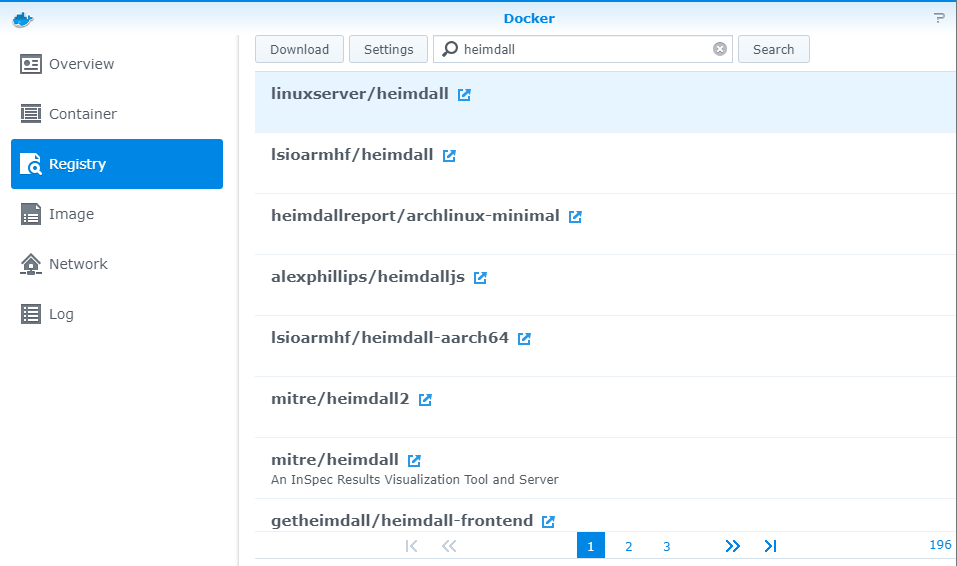 Docker
Overview
Container
Registry
Image
Network
Log
Download Settings heimdall Search
linuxserver/heimdall
lsioarmhf/heimdall
heimdallreport/archlinux-minimal
alexphillips/heimdalljs
lsioarmhf/heimdall-aarch64
mitre/heimdall2
mitre/heimdall
An InSpec Results Visualization Tool and Server
getheimdall/heimdall-frontend
1 2 3 196